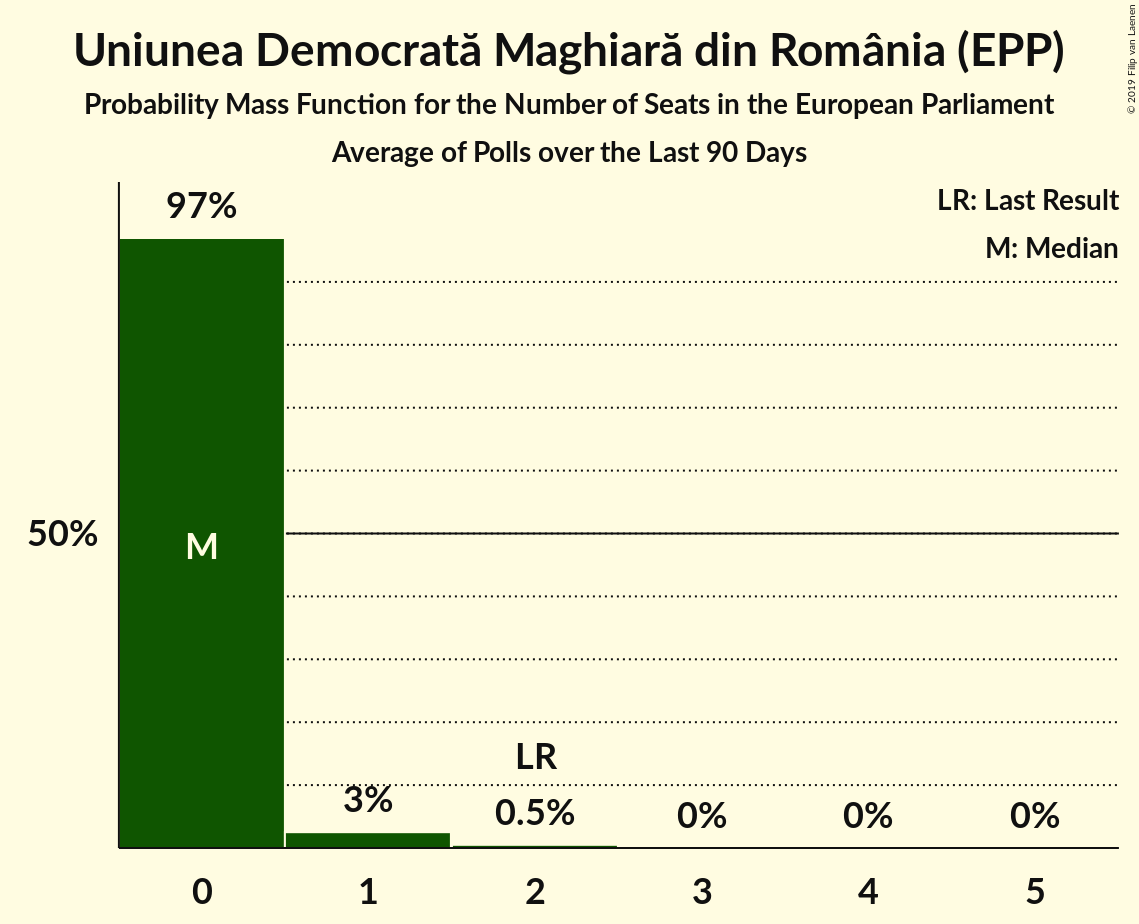 Uniunea Democrată Maghiară din România (EPP)
Probability Mass Function for the Number of Seats in the European Parliament
Average of Polls over the Last 90 Days
© 2019 Filip van Laenen
LR: Last Result
M: Median
97%
50%
M
LR
3%
0.5%
0%
0%
0%
0
1
2
3
4
5